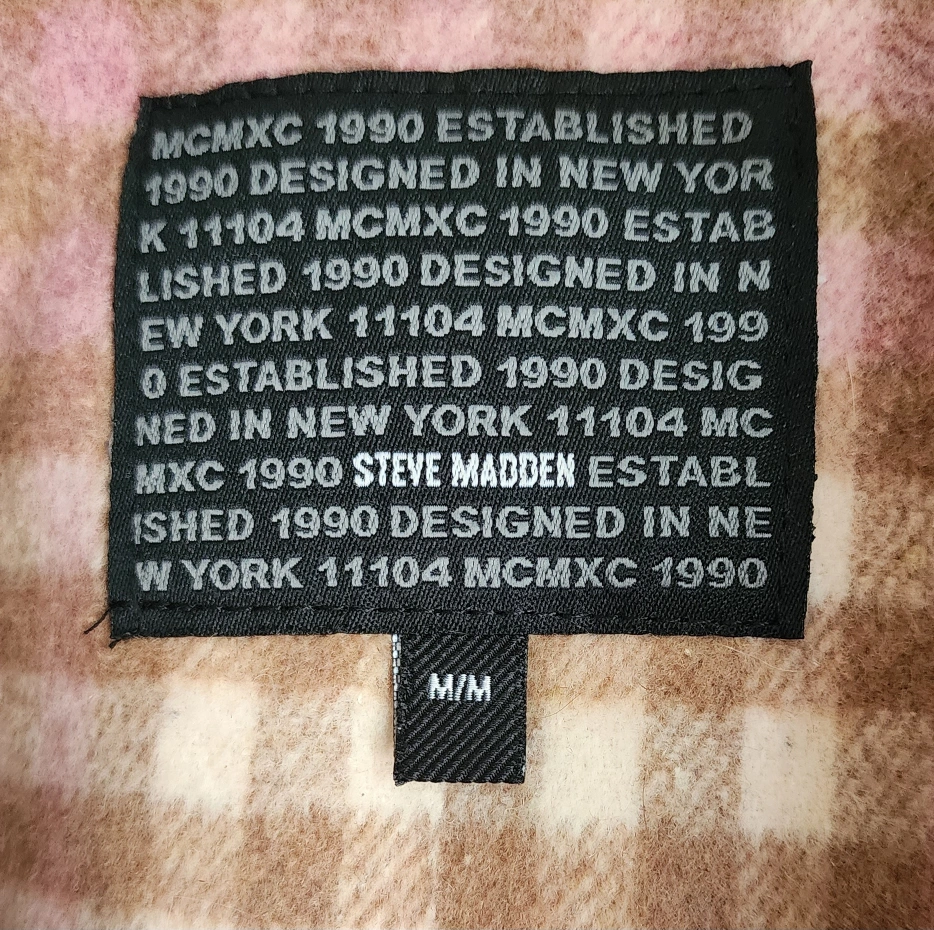 MCMXC 1990 ESTABLISHED
1990 DESIGNED IN NEW YOR
K 11104 MCMXC 1990 ESTAB
LISHED 1990 DESIGNED IN N
EW YORK 11104 MCMXC 199
0 ESTABLISHED 1990 DESIG
NED IN NEW YORK 11104 MC
MXC 1990 STEVE MADDEN ESTABL
ISHED 1990 DESIGNED IN NE
W YORK 11104 MCMXC 1990
M/M